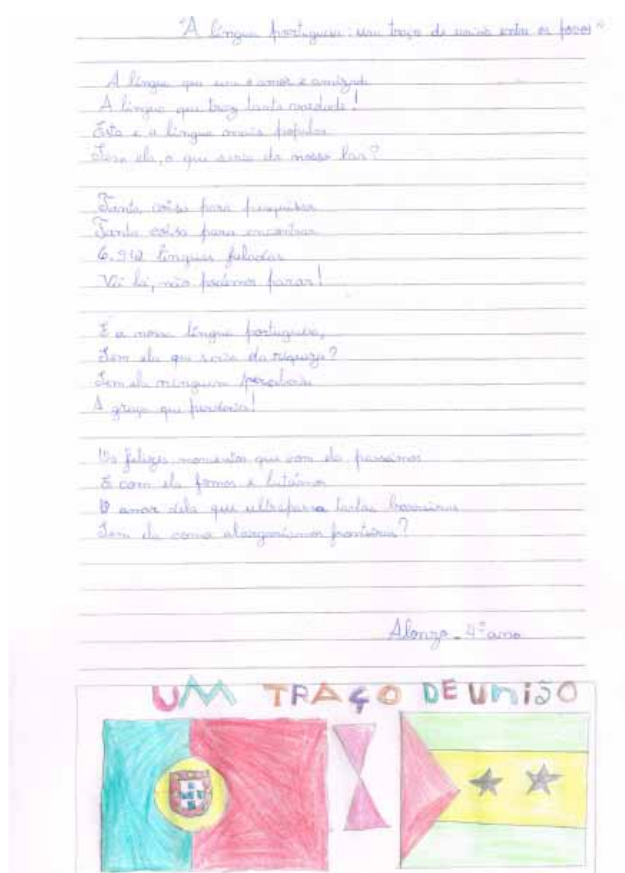 "A língua portuguesa: um traço de união entre os povos"
A língua que une o amor e amizade
A língua que traz tanta variedade!
Esta é a língua mais popular
Sem ela, o que seria do nosso lar?
Tanta coisa para pesquisar
Tanta coisa para encontrar
6.912 línguas faladas
Vá lá, não podemos parar!
E a nossa língua portuguesa,
Sem ela que seria da riqueza?
Sem ela ninguém perceberia
A graça que perderia!
Os felizes momentos que com ela passámos
E com ela fomos e lutámos
O amor dela que ultrapassa tantas barreiras
Sem ela como alargaríamos fronteiras?
Alonzo - 4º ano
UM TRAÇO DE UNIÃO